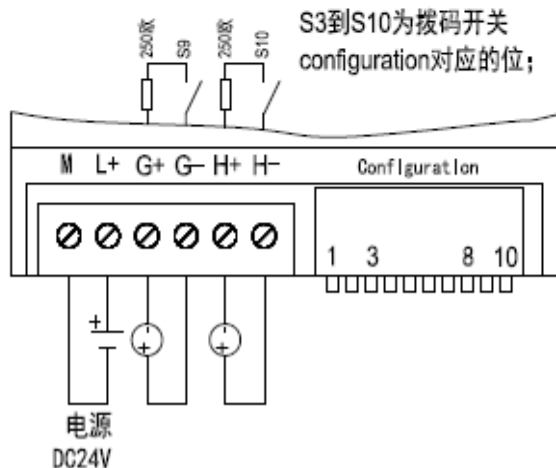 S3到S10为拨码开关
configuration对应的位；
250欧 S9 250欧 S10
M L+ G+ G− H+ H− Configuration
1 3 8 10
+
+ +
电源
DC24V